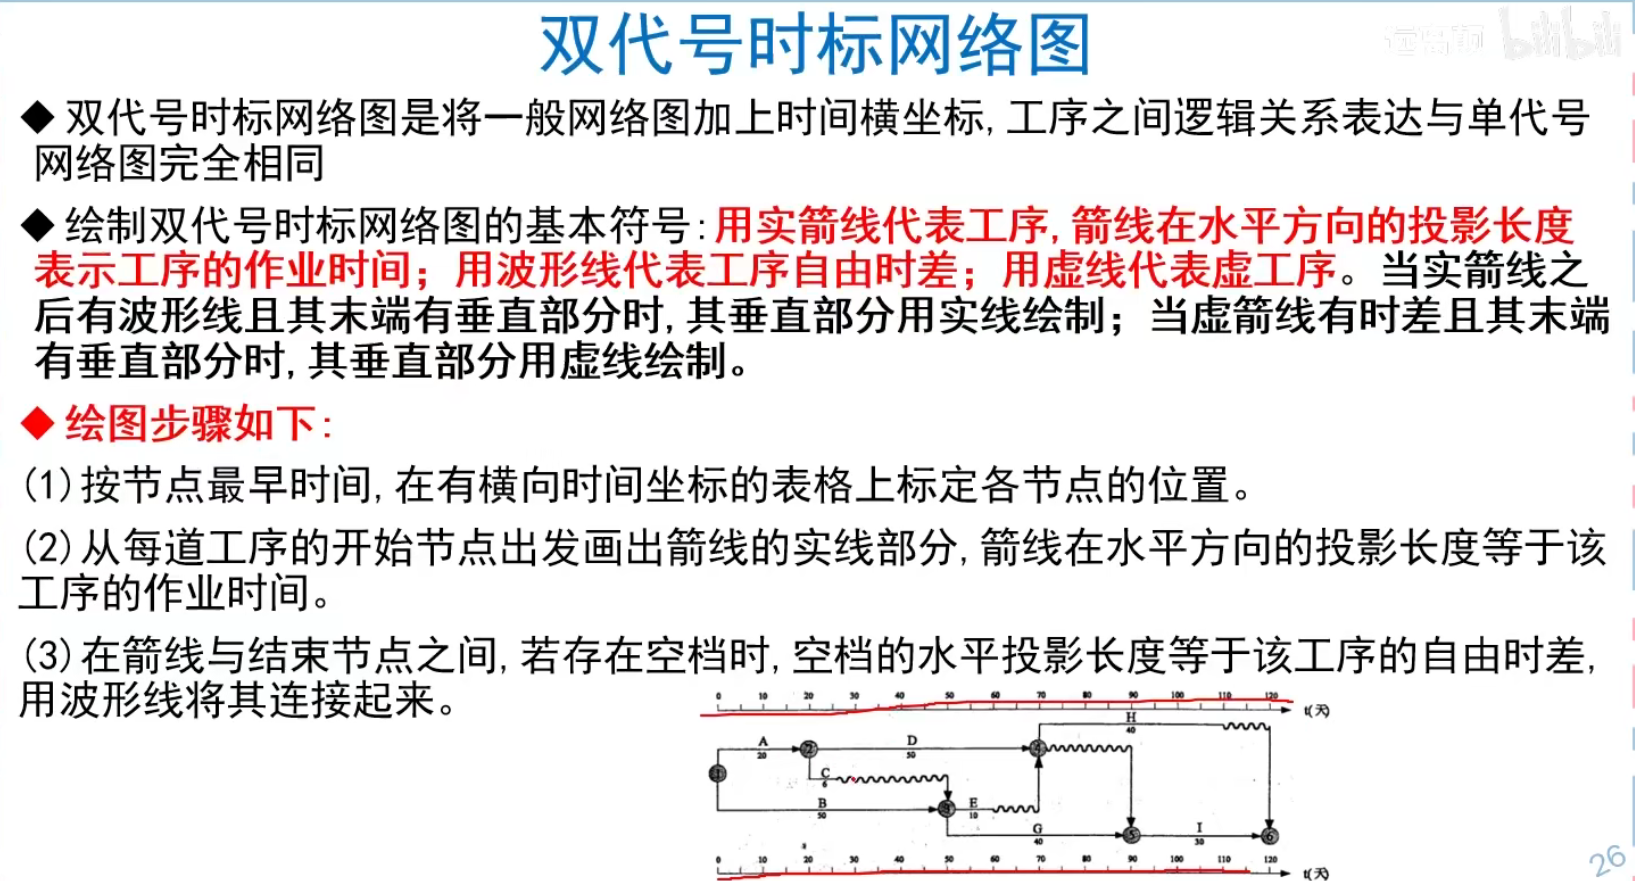 双代号时标网络图
bilibili
◆ 双代号时标网络图是将一般网络图加上时间横坐标,工序之间逻辑关系表达与单代号
网络图完全相同
◆ 绘制双代号时标网络图的基本符号:用实箭线代表工序,箭线在水平方向的投影长度
表示工序的作业时间；用波形线代表工序自由时差；用虚线代表虚工序。当实箭线之
后有波形线且其末端有垂直部分时,其垂直部分用实线绘制；当虚箭线有时差且其末端
有垂直部分时,其垂直部分用虚线绘制。
◆ 绘图步骤如下:
(1)按节点最早时间,在有横向时间坐标的表格上标定各节点的位置。
(2)从每道工序的开始节点出发画出箭线的实线部分,箭线在水平方向的投影长度等于该
工序的作业时间。
(3)在箭线与结束节点之间,若存在空档时,空档的水平投影长度等于该工序的自由时差,
用波形线将其连接起来。
0 10 20 30 40 50 60 70 80 90 100 110 120
t(天)
H
40
A
20
2
D
50
4
1
C
6
B
50
3
E
10
G
40
5
I
30
6
0 10 20 30 40 50 60 70 80 90 100 110 120
t(天)
26